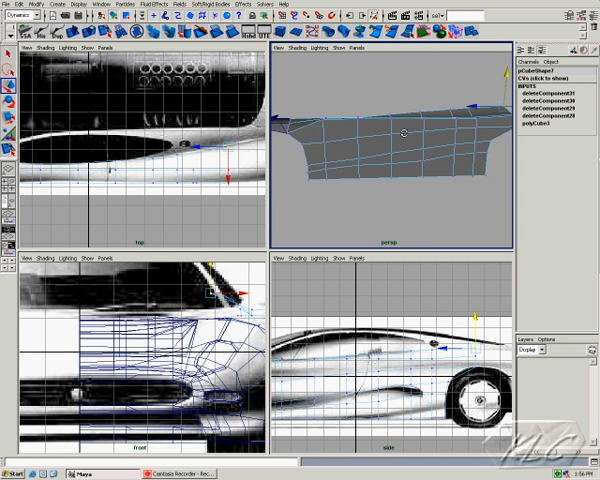 File Edit Modify Create Display Window Particles Fluid Effects Fields Soft/Rigid Bodies Effects Solvers Help
Dynamics
sel
Hist
View Shading Lighting Show Panels
View Shading Lighting Show Panels
Channels Object
pCubeShape7
CVs (click to show)
INPUTS
deleteComponent31
deleteComponent30
deleteComponent29
deleteComponent28
polyCube3
top
persp
View Shading Lighting Show Panels
View Shading Lighting Show Panels
Layers Options
Display
front
side
Start
Maya
Camtasia Recorder - Rec...
1:56 PM